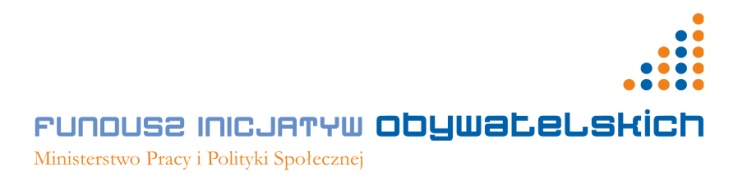 FUNDUSZ INICJATYW obywatelskich
Ministerstwo Pracy i Polityki Społecznej